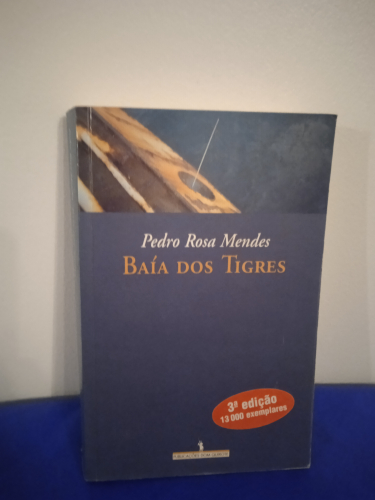 Pedro Rosa Mendes
BAÍA DOS TIGRES
3ª edição
13 000 exemplares